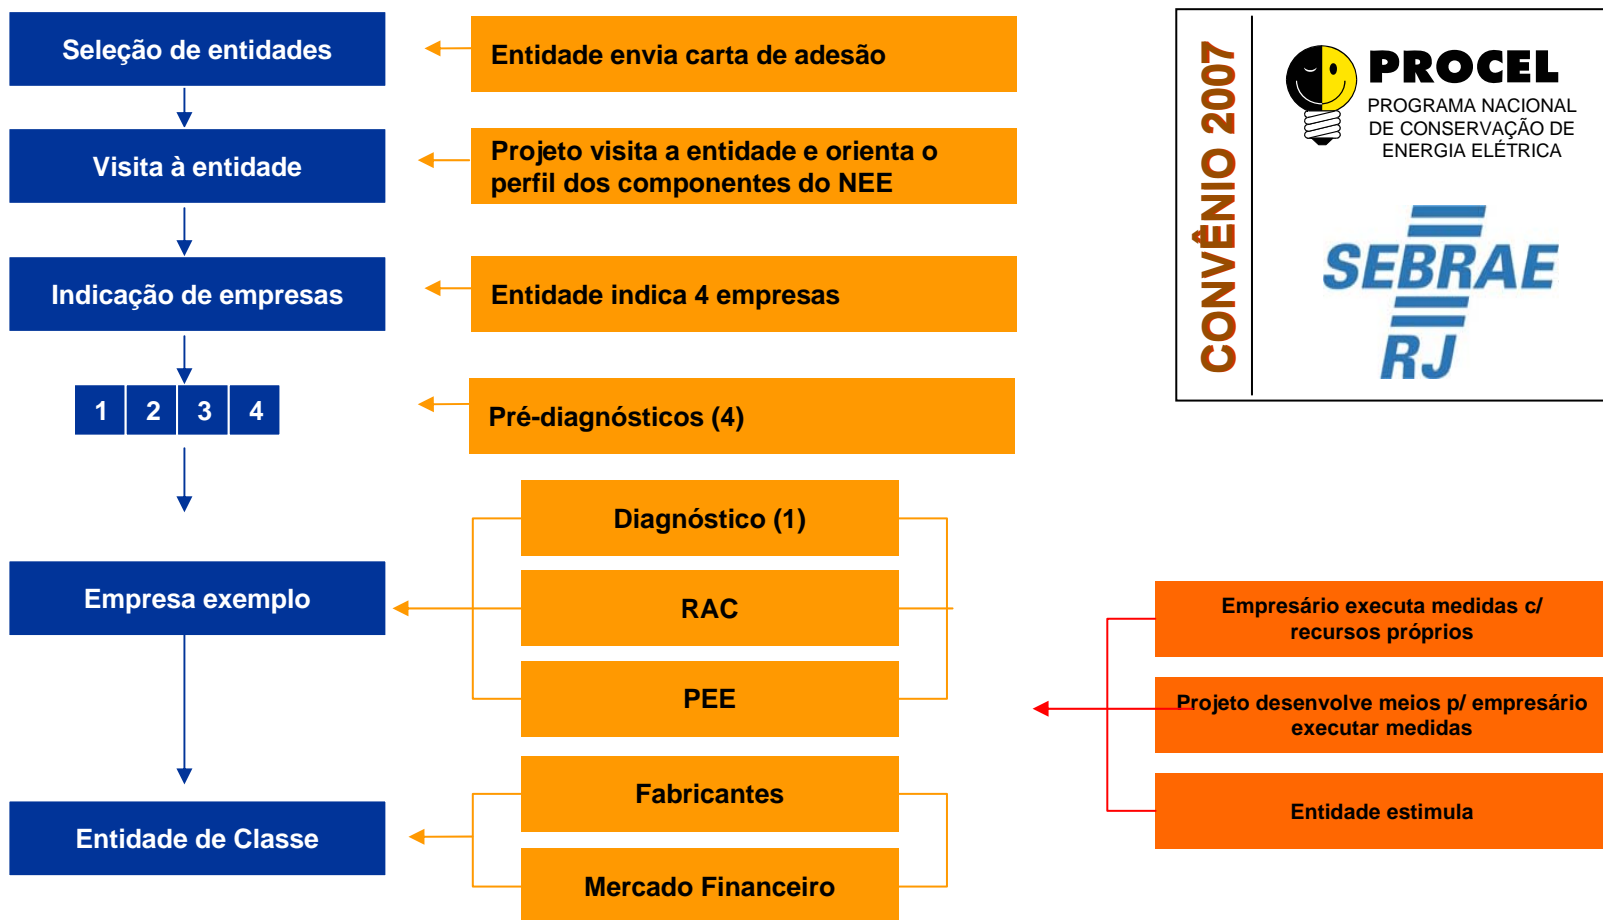 Seleção de entidades
Entidade envia carta de adesão
Visita à entidade
Projeto visita a entidade e orienta o
perfil dos componentes do NEE
Indicação de empresas
Entidade indica 4 empresas
1 2 3 4
Pré-diagnósticos (4)
Diagnóstico (1)
Empresa exemplo
RAC
PEE
Fabricantes
Entidade de Classe
Mercado Financeiro
CONVÊNIO 2007
PROCEL
PROGRAMA NACIONAL
DE CONSERVAÇÃO DE
ENERGIA ELÉTRICA
SEBRAE
RJ
Empresário executa medidas c/
recursos próprios
Projeto desenvolve meios p/ empresário
executar medidas
Entidade estimula